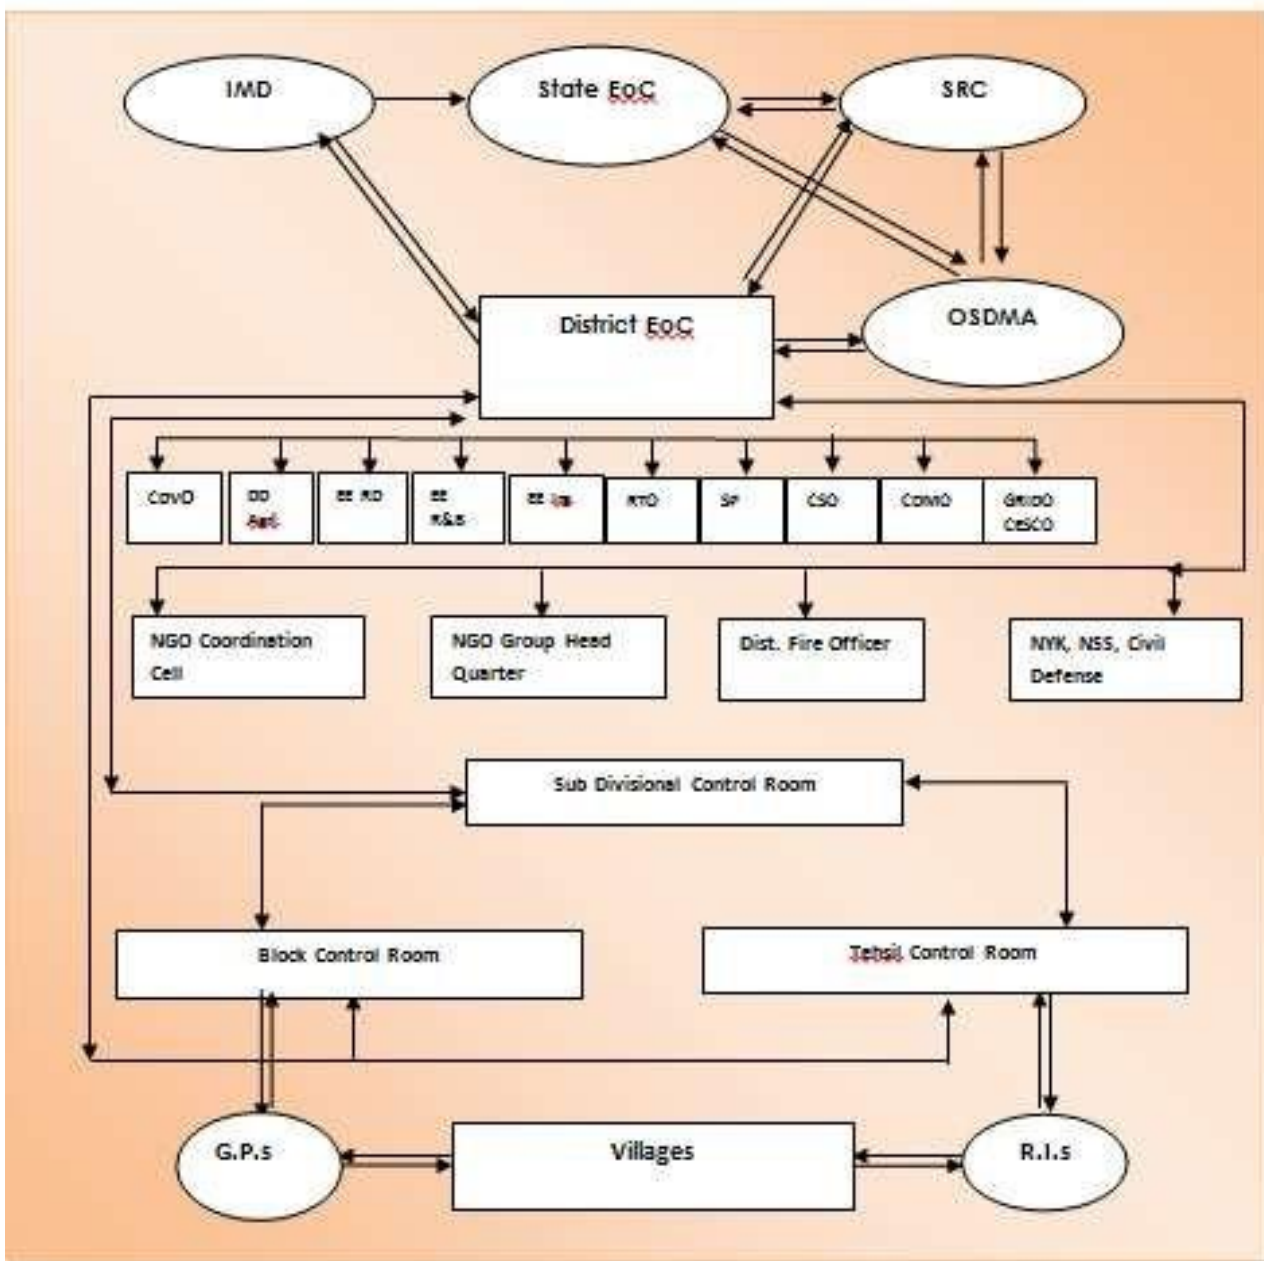 IMD
State EoC
SRC
District EoC
OSDMA
CDVO
DD
EE RD
EE
R&B
EE
RTO
SP
CSO
CDMO
GRIDO
CESCO
NGO Coordination
Cell
NGO Group Head
Quarter
Dist. Fire Officer
NYK, NSS, Civil
Defense
Sub Divisional Control Room
Block Control Room
Tehsil Control Room
G.P.s
Villages
R.I.s